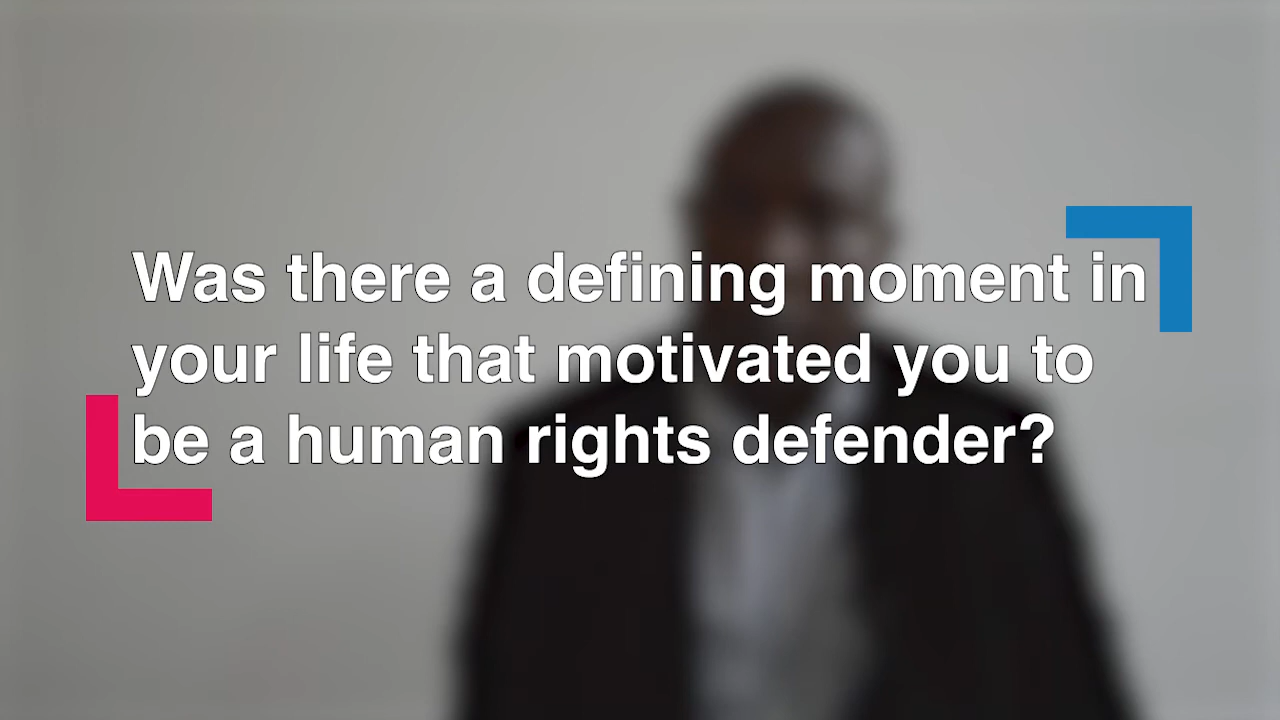 Was there a defining moment in
your life that motivated you to
be a human rights defender?